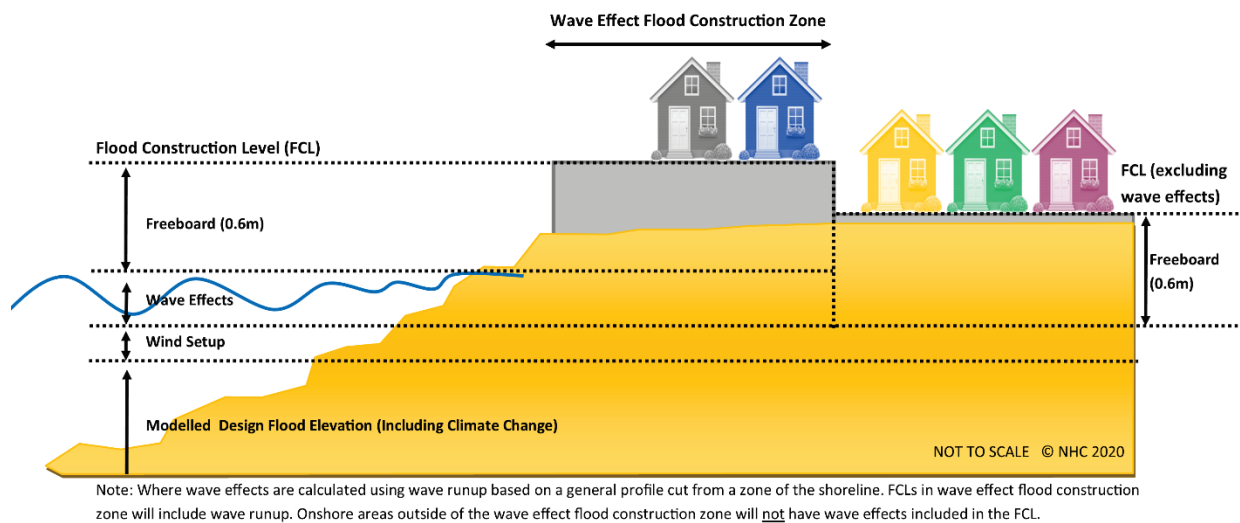 Wave Effect Flood Construction Zone
Flood Construction Level (FCL)
FCL (excluding
wave effects)
Freeboard (0.6m)
Freeboard
(0.6m)
Wave Effects
Wind Setup
Modelled Design Flood Elevation (Including Climate Change)
NOT TO SCALE © NHC 2020
Note: Where wave effects are calculated using wave runup based on a general profile cut from a zone of the shoreline. FCLs in wave effect flood construction
zone will include wave runup. Onshore areas outside of the wave effect flood construction zone will not have wave effects included in the FCL.